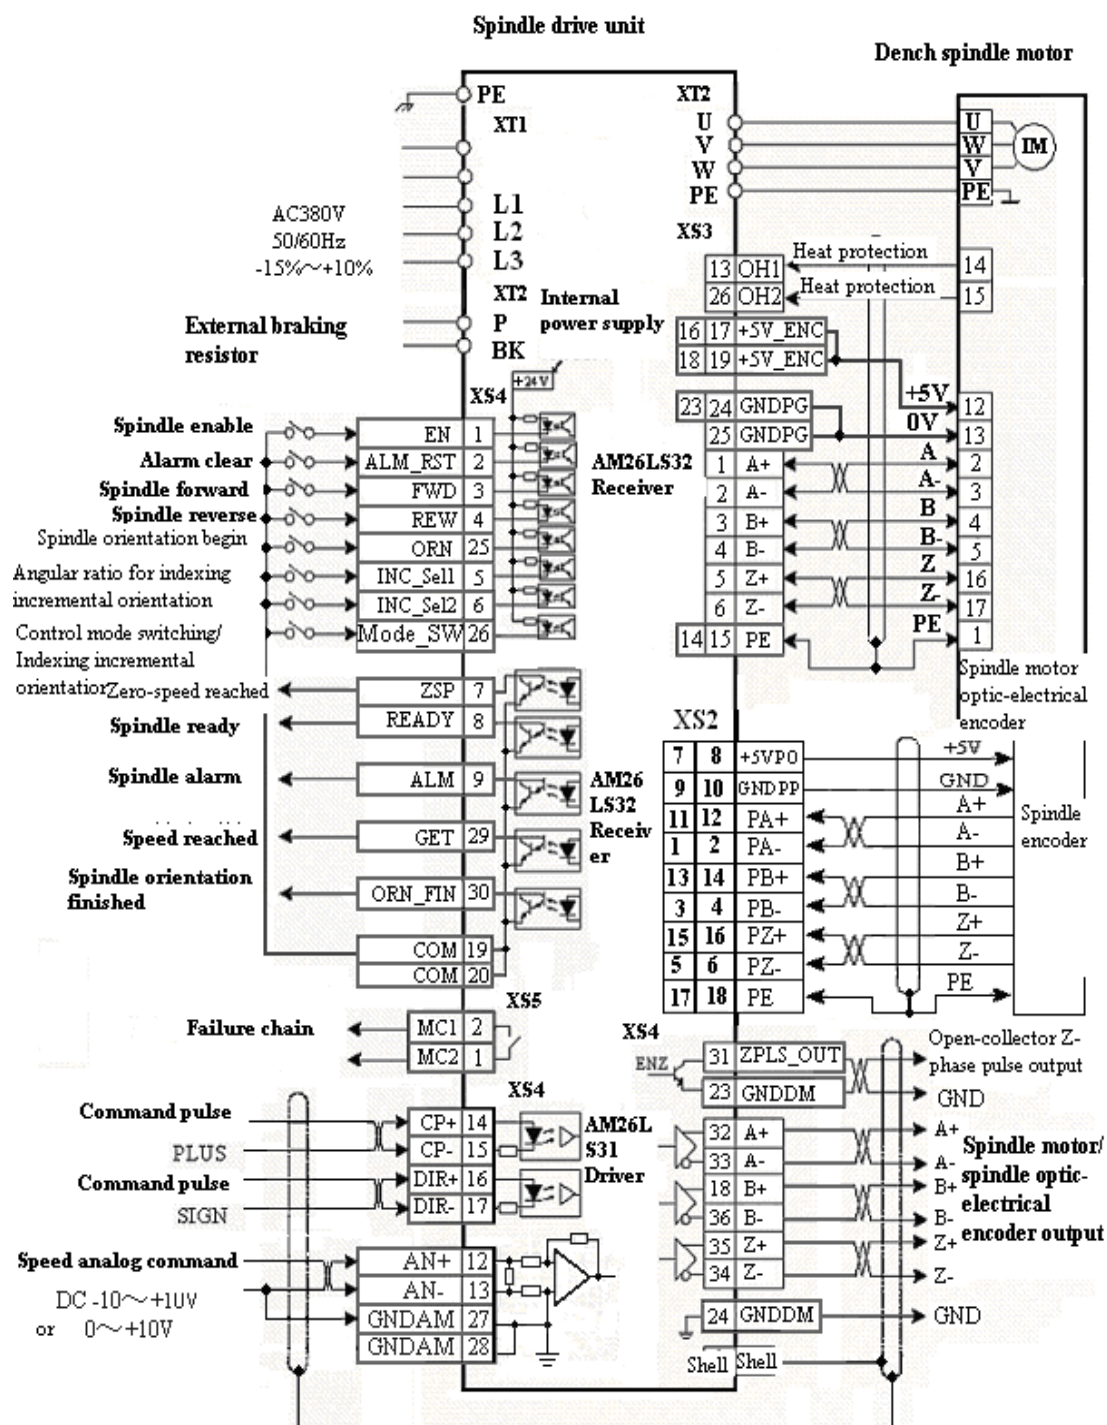 Spindle drive unit
Dench spindle motor
PE
XT1
AC380V
50/60Hz
-15%～+10%
L1
L2
L3
XT2
External braking
resistor
P
BK
Internal
power supply
+24V
XS4
Spindle enable
EN 1
Alarm clear
ALM_RST 2
Spindle forward
FWD 3
Spindle reverse
REW 4
Spindle orientation begin
ORN 25
Angular ratio for indexing
incremental orientation
INC_Sel1 5
INC_Sel2 6
Control mode switching/
Indexing incremental
orientation
Mode_SW 26
AM26LS32
Receiver
Zero-speed reached
ZSP 7
Spindle ready
READY 8
Spindle alarm
ALM 9
Speed reached
GET 29
Spindle orientation
finished
ORN_FIN 30
AM26
LS32
Receiv
er
COM 19
COM 20
XS5
Failure chain
MC1 2
MC2 1
XS4
Command pulse
PLUS
CP+ 14
CP- 15
Command pulse
SIGN
DIR+ 16
DIR- 17
AM26L
S31
Driver
Speed analog command
DC -10～+10V
or 0～+10V
AN+ 12
AN- 13
GNDAM 27
GNDAM 28
XT2
U
V
W
PE
U
W
V
PE
IM
XS3
13 OH1 Heat protection 14
26 OH2 Heat protection 15
16 17 +5V_ENC
18 19 +5V_ENC
23 24 GNDPG
25 GNDPG
+5V 12
0V 13
1 A+ A 2
2 A- A- 3
3 B+ B 4
4 B- B- 5
5 Z+ Z 16
6 Z- Z- 17
14 15 PE PE 1
Spindle motor
optic-electrical
encoder
XS2
7 8 +5VPO +5V
9 10 GNDPP GND
11 12 PA+ A+
1 2 PA- A-
13 14 PB+ B+
3 4 PB- B-
15 16 PZ+ Z+
5 6 PZ- Z-
17 18 PE PE
Spindle
encoder
XS4
ENZ
31 ZPLS_OUT
23 GNDDM
Open-collector Z-
phase pulse output
GND
32 A+ A+
33 A- A-
18 B+ B+
36 B- B-
35 Z+ Z+
34 Z- Z-
Spindle motor/
spindle optic-
electrical
encoder output
24 GNDDM GND
Shell Shell